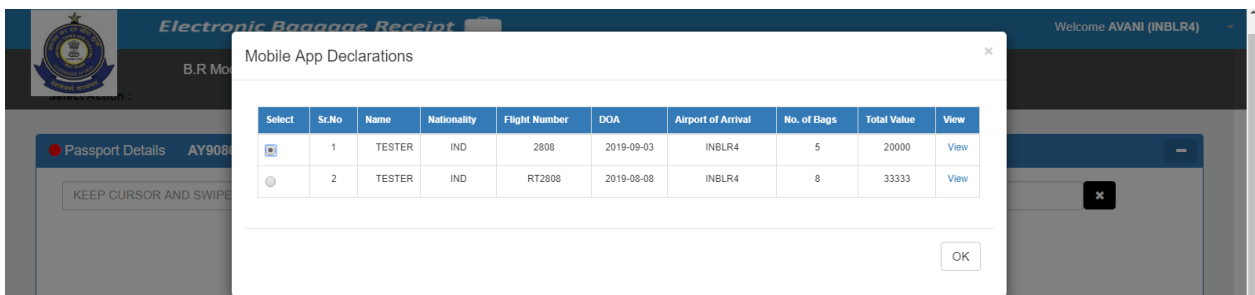 Electronic Baggage Receipt
Welcome AVANI (INBLR4)
Mobile App Declarations
×
B.R
Select Action :
Select Sr.No Name Nationality Flight Number DOA Airport of Arrival No. of Bags Total Value View
1 TESTER IND 2808 2019-09-03 INBLR4 5 20000 View
2 TESTER IND RT2808 2019-08-08 INBLR4 8 33333 View
Passport Details
KEEP CURSOR AND SWIPE
OK